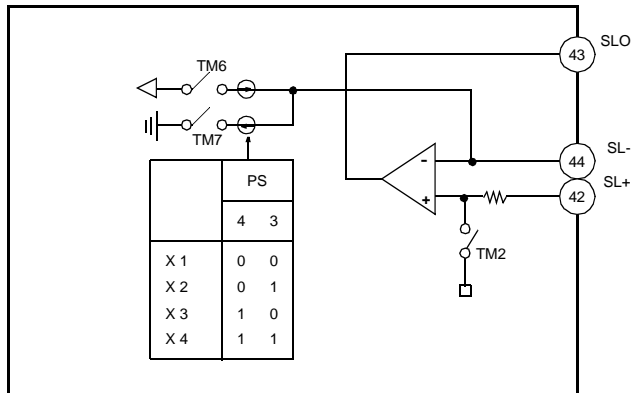 SLO
43
TM6
TM7
SL-
44
SL+
42
-
+
TM2
PS
4 3
X 1 0 0
X 2 0 1
X 3 1 0
X 4 1 1